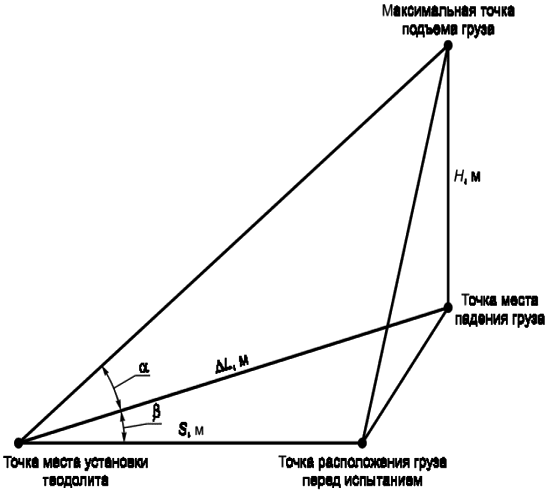 Максимальная точка
подъема груза
H, м
Точка места
падения груза
α
ΔL, м
β
S, м
Точка места установки
теодолита
Точка расположения груза
перед испытанием